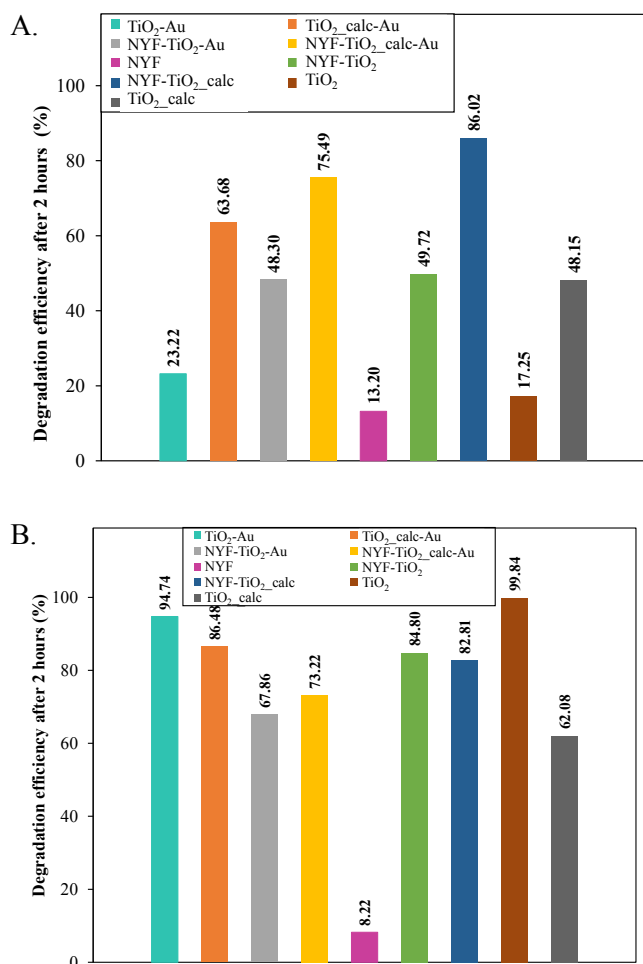 A.
TiO₂-Au TiO₂_calc-Au
NYF-TiO₂-Au NYF-TiO₂_calc-Au
NYF NYF-TiO₂
NYF-TiO₂_calc TiO₂
TiO₂_calc
Degradation efficiency after 2 hours (%)
100
80
60
40
20
0
23.22
63.68
48.30
75.49
13.20
49.72
86.02
17.25
48.15
B.
TiO₂-Au TiO₂_calc-Au
NYF-TiO₂-Au NYF-TiO₂_calc-Au
NYF NYF-TiO₂
NYF-TiO₂_calc TiO₂
TiO₂_calc
Degradation efficiency after 2 hours (%)
100
80
60
40
20
0
94.74
86.48
67.86
73.22
8.22
84.80
82.81
99.84
62.08